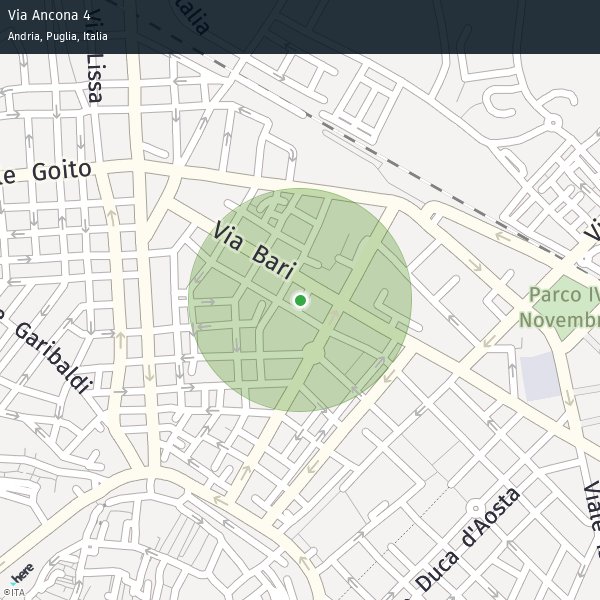 Via Ancona 4
Andria, Puglia, Italia
Lissa
Goito
Via Bari
Garibaldi
Parco IV
Novembre
Duca d'Aosta
Viale
here
©ITA